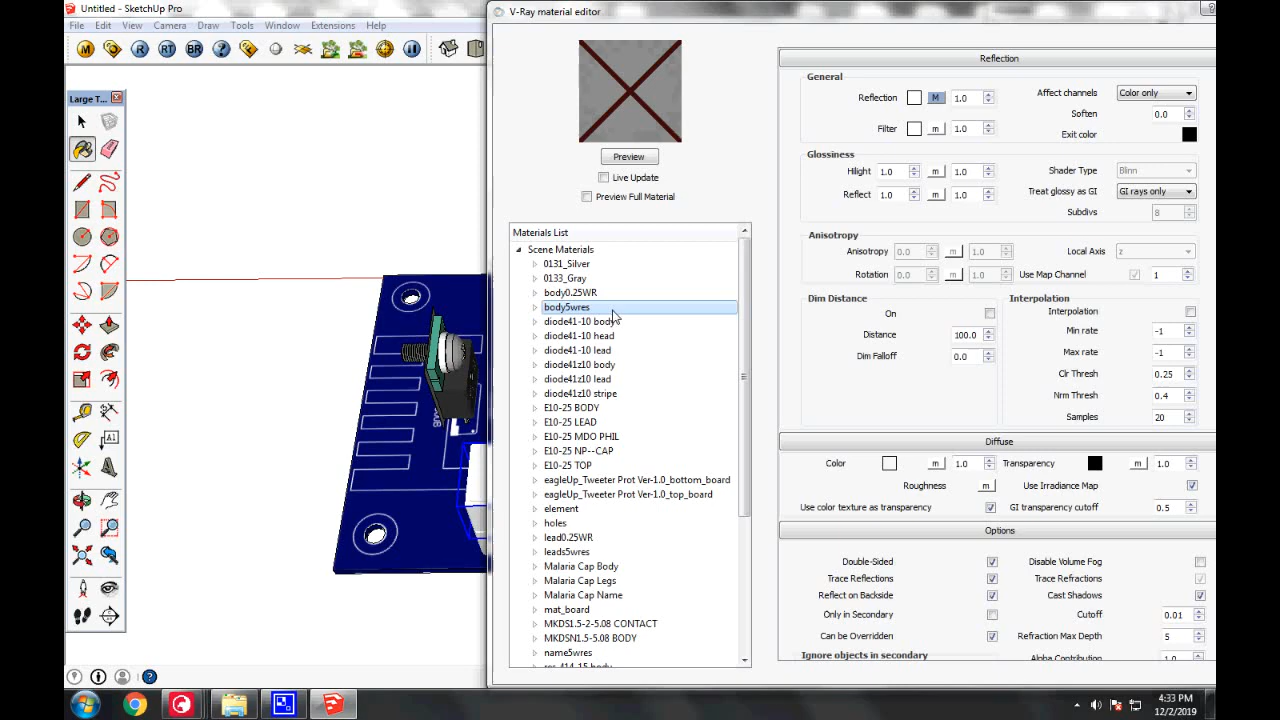 Untitled - SketchUp Pro
File Edit View Camera Draw Tools Window Extensions Help
M R RT BR ?
Large T...
V-Ray material editor
Preview
Live Update
Preview Full Material
Materials List
Scene Materials
0131_Silver
0133_Gray
body0.25WR
body5wres
diode41-10 body
diode41-10 head
diode41-10 lead
diode41z10 body
diode41z10 lead
diode41z10 stripe
E10-25 BODY
E10-25 LEAD
E10-25 MDO PHIL
E10-25 NP--CAP
E10-25 TOP
eagleUp_Tweeter Prot Ver-1.0_bottom_board
eagleUp_Tweeter Prot Ver-1.0_top_board
element
holes
lead0.25WR
leads5wres
Malaria Cap Body
Malaria Cap Legs
Malaria Cap Name
mat_board
MKDSN1.5-2-5.08 CONTACT
MKDSN1.5-5.08 BODY
name5wres
res-414-15 body
Reflection
General
Reflection M 1.0 Affect channels Color only
Soften 0.0
Filter m 1.0 Exit color
Glossiness
Hilight 1.0 m 1.0 Shader Type Blinn
Reflect 1.0 m 1.0 Treat glossy as GI GI rays only
Subdivs 8
Anisotropy
Anisotropy 0.0 m 1.0 Local Axis z
Rotation 0.0 m 1.0 Use Map Channel 1
Dim Distance Interpolation
On Interpolation
Distance 100.0 Min rate -1
Dim Falloff 0.0 Max rate -1
Clr Thresh 0.25
Nrm Thresh 0.4
Samples 20
Diffuse
Color m 1.0 Transparency m 1.0
Roughness m Use Irradiance Map
Use color texture as transparency GI transparency cutoff 0.5
Options
Double-Sided Disable Volume Fog
Trace Reflections Trace Refractions
Reflect on Backside Cast Shadows
Only in Secondary Cutoff 0.01
Can be Overridden Refraction Max Depth 5
Ignore objects in secondary Alpha Contribution
4:33 PM
12/2/2019